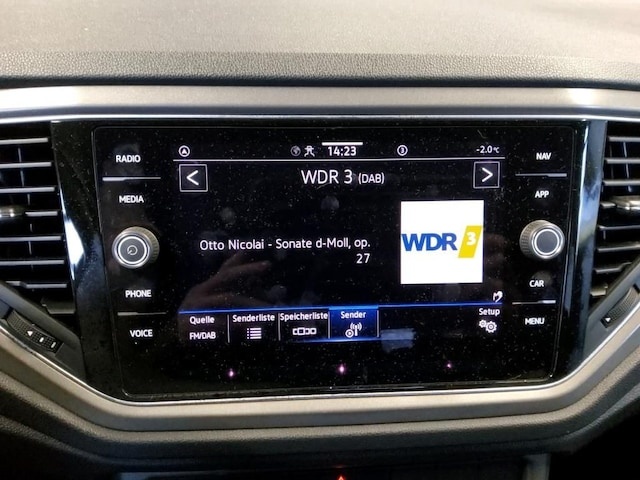 14:23
3
-2.0°C
RADIO
MEDIA
PHONE
VOICE
NAV
APP
CAR
MENU
< WDR 3 (DAB) >
Otto Nicolai - Sonate d-Moll, op.
27
WDR 3
Quelle
FM/DAB
Senderliste
Speicherliste
Sender
Setup